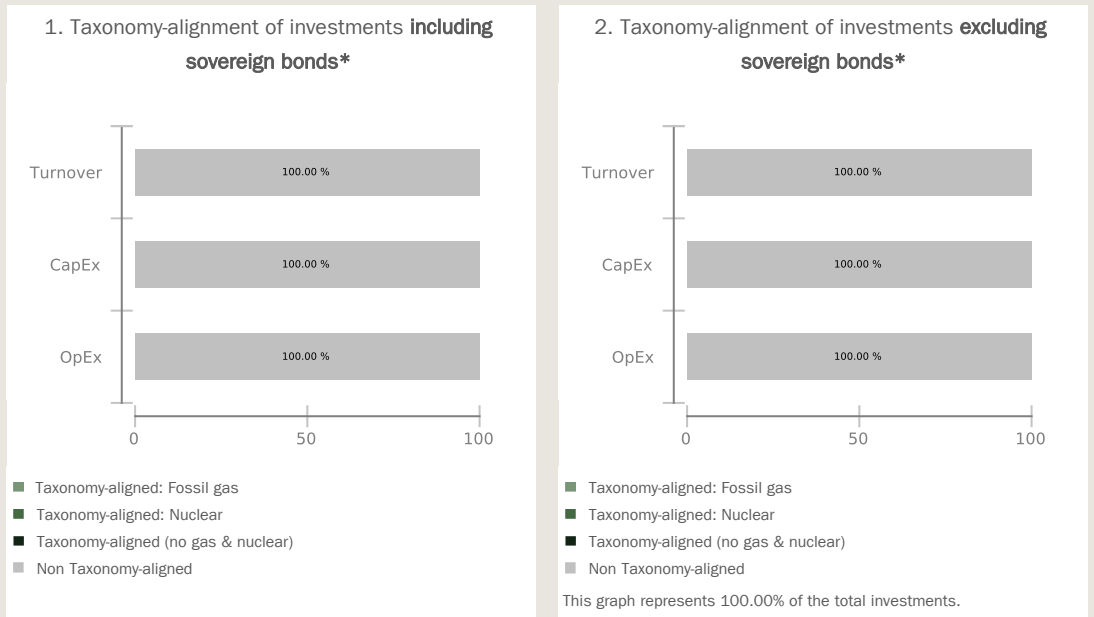 1. Taxonomy-alignment of investments including
sovereign bonds*
Turnover
100.00 %
CapEx
100.00 %
OpEx
100.00 %
0 50 100
Taxonomy-aligned: Fossil gas
Taxonomy-aligned: Nuclear
Taxonomy-aligned (no gas & nuclear)
Non Taxonomy-aligned
2. Taxonomy-alignment of investments excluding
sovereign bonds*
Turnover
100.00 %
CapEx
100.00 %
OpEx
100.00 %
0 50 100
Taxonomy-aligned: Fossil gas
Taxonomy-aligned: Nuclear
Taxonomy-aligned (no gas & nuclear)
Non Taxonomy-aligned
This graph represents 100.00% of the total investments.